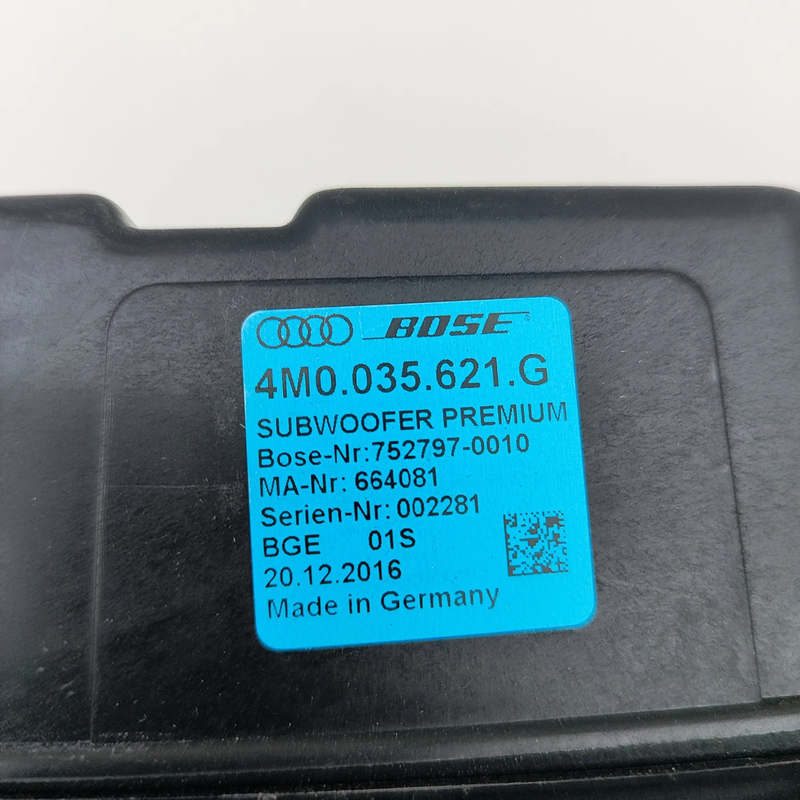 BOSE
4M0.035.621.G
SUBWOOFER PREMIUM
Bose-Nr:752797-0010
MA-Nr: 664081
Serien-Nr: 002281
BGE 01S
20.12.2016
Made in Germany